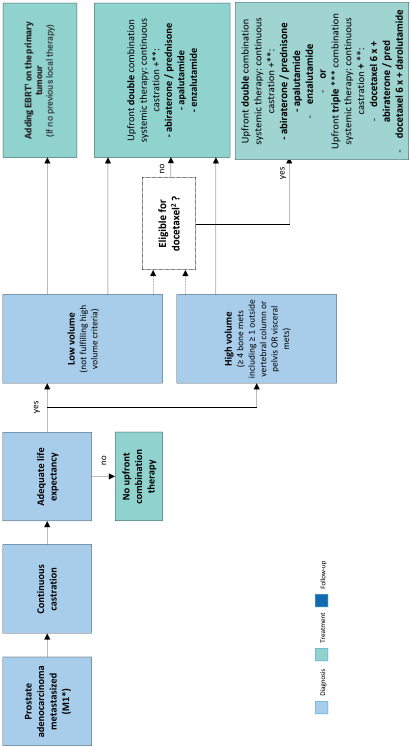 Prostate
adenocarcinoma
metastasized
(M1*)
Continuous
castration
Adequate life
expectancy
yes
no
No upfront
combination
therapy
Low volume
(not fulfilling high
volume criteria)
High volume
(≥ 4 bone mets
including ≥ 1 outside
vertebral column or
pelvis OR visceral
mets)
Eligible for
docetaxel² ?
no
yes
Adding EBRT¹ on the primary
tumour
(If no previous local therapy)
Upfront double combination
systemic therapy: continuous
castration +**:
- abiraterone / prednisone
- apalutamide
- enzalutamide
Upfront double combination
systemic therapy: continuous
castration +**:
- abiraterone / prednisone
- apalutamide
- enzalutamide
- or
Upfront triple *** combination
systemic therapy: continuous
castration + **:
- docetaxel 6 x +
abiraterone / pred
- docetaxel 6 x + darolutamide
Diagnosis
Treatment
Follow-up